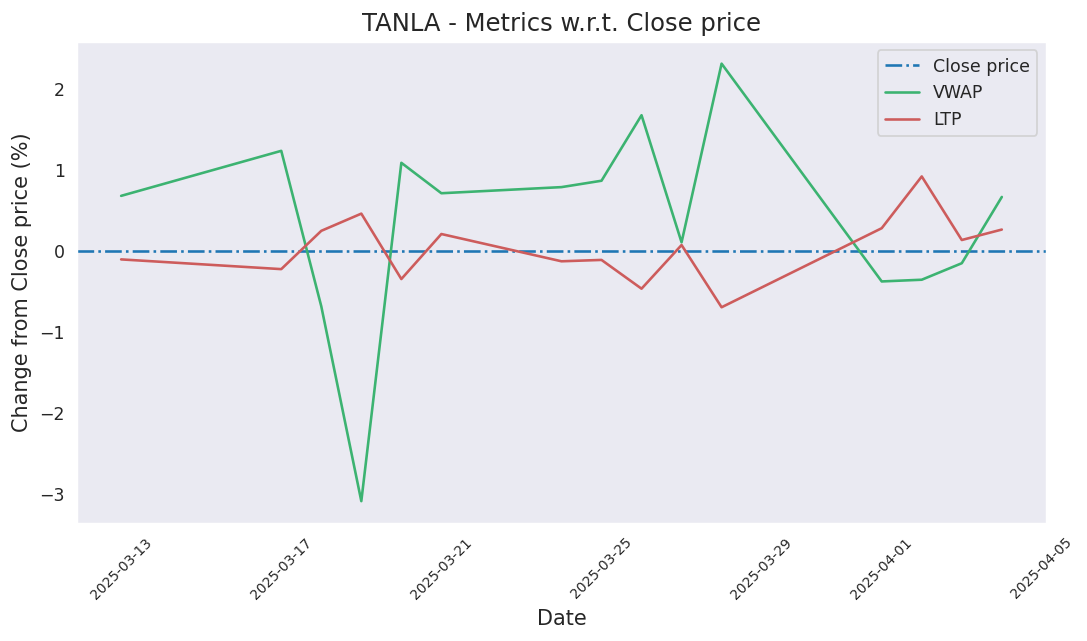 TANLA - Metrics w.r.t. Close price
Close price
VWAP
LTP
Change from Close price (%)
2
1
0
−1
−2
−3
2025-03-13
2025-03-17
2025-03-21
2025-03-25
2025-03-29
2025-04-01
2025-04-05
Date